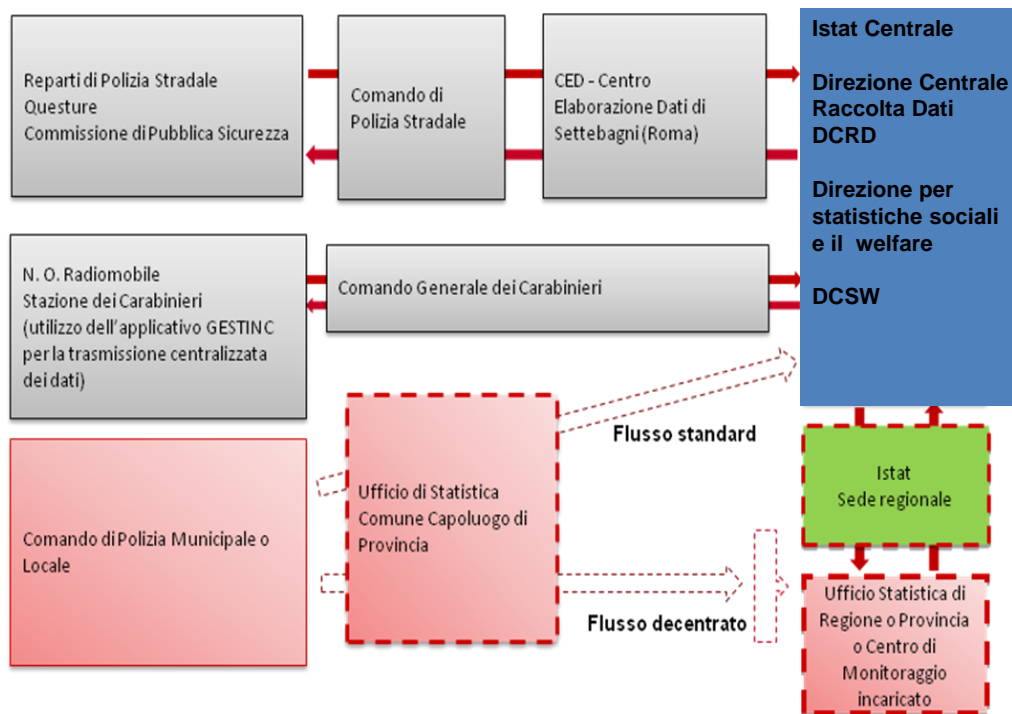 Reparti di Polizia Stradale
Questure
Commissione di Pubblica Sicurezza
Comando di
Polizia Stradale
CED - Centro
Elaborazione Dati di
Settebagni (Roma)
Istat Centrale
Direzione Centrale
Raccolta Dati
DCRD
Direzione per
statistiche sociali
e il welfare
DCSW
N. O. Radiomobile
Stazione dei Carabinieri
(utilizzo dell'applicativo GESTINC
per la trasmissione centralizzata
dei dati)
Comando Generale dei Carabinieri
Flusso standard
Comando di Polizia Municipale o
Locale
Ufficio di Statistica
Comune Capoluogo di
Provincia
Flusso decentrato
Istat
Sede regionale
Ufficio Statistica di
Regione o Provincia
o Centro di
Monitoraggio
incaricato